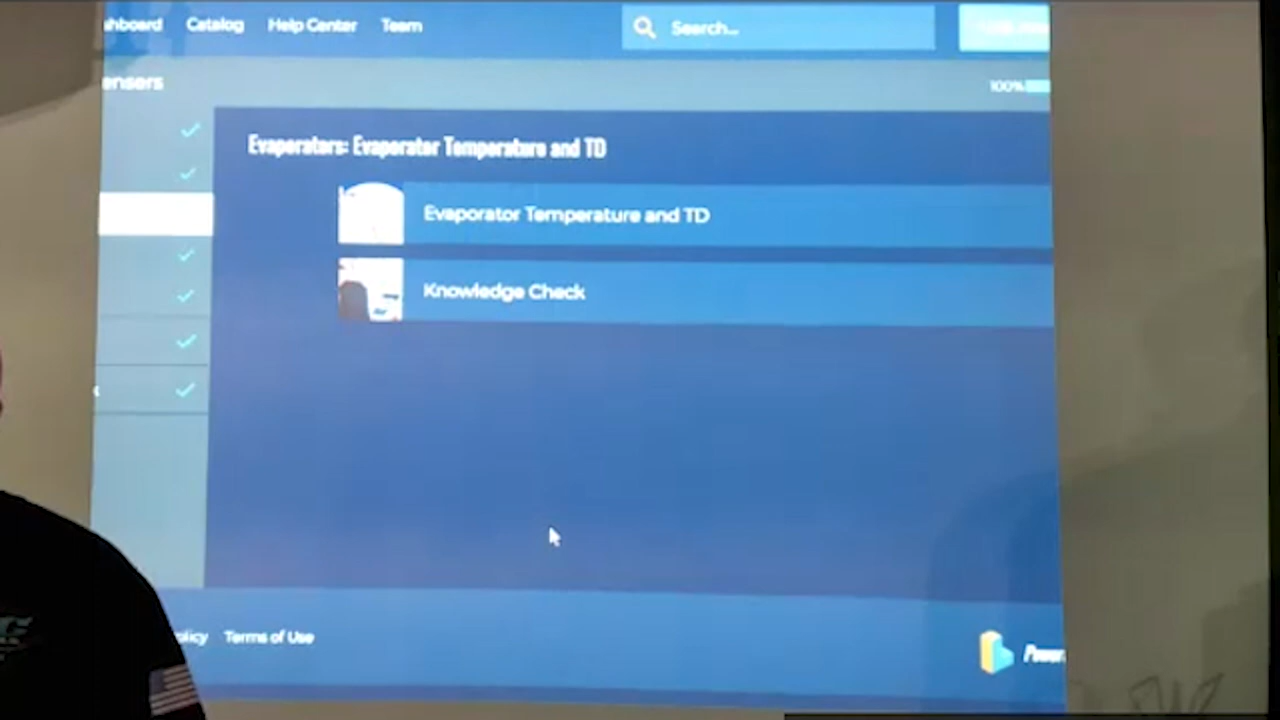 Catalog Help Center Team Search...
100%
Evaporators: Evaporator Temperature and TD
Evaporator Temperature and TD
Knowledge Check
Terms of Use